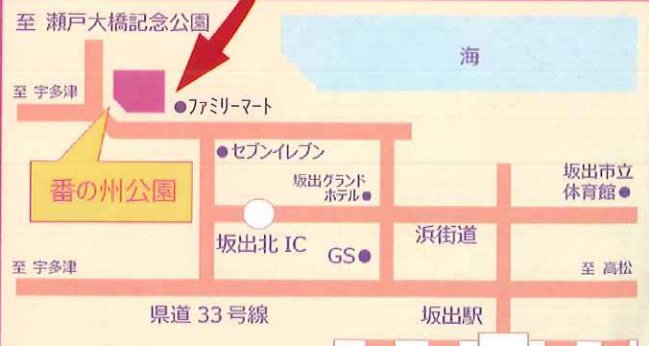 至 瀬戸大橋記念公園
海
至 宇多津
●ファミリーマート
●セブンイレブン
番の州公園
坂出グランド
ホテル●
坂出市立
体育館●
坂出北 IC
GS●
浜街道
至 宇多津
至 高松
県道 33 号線
坂出駅